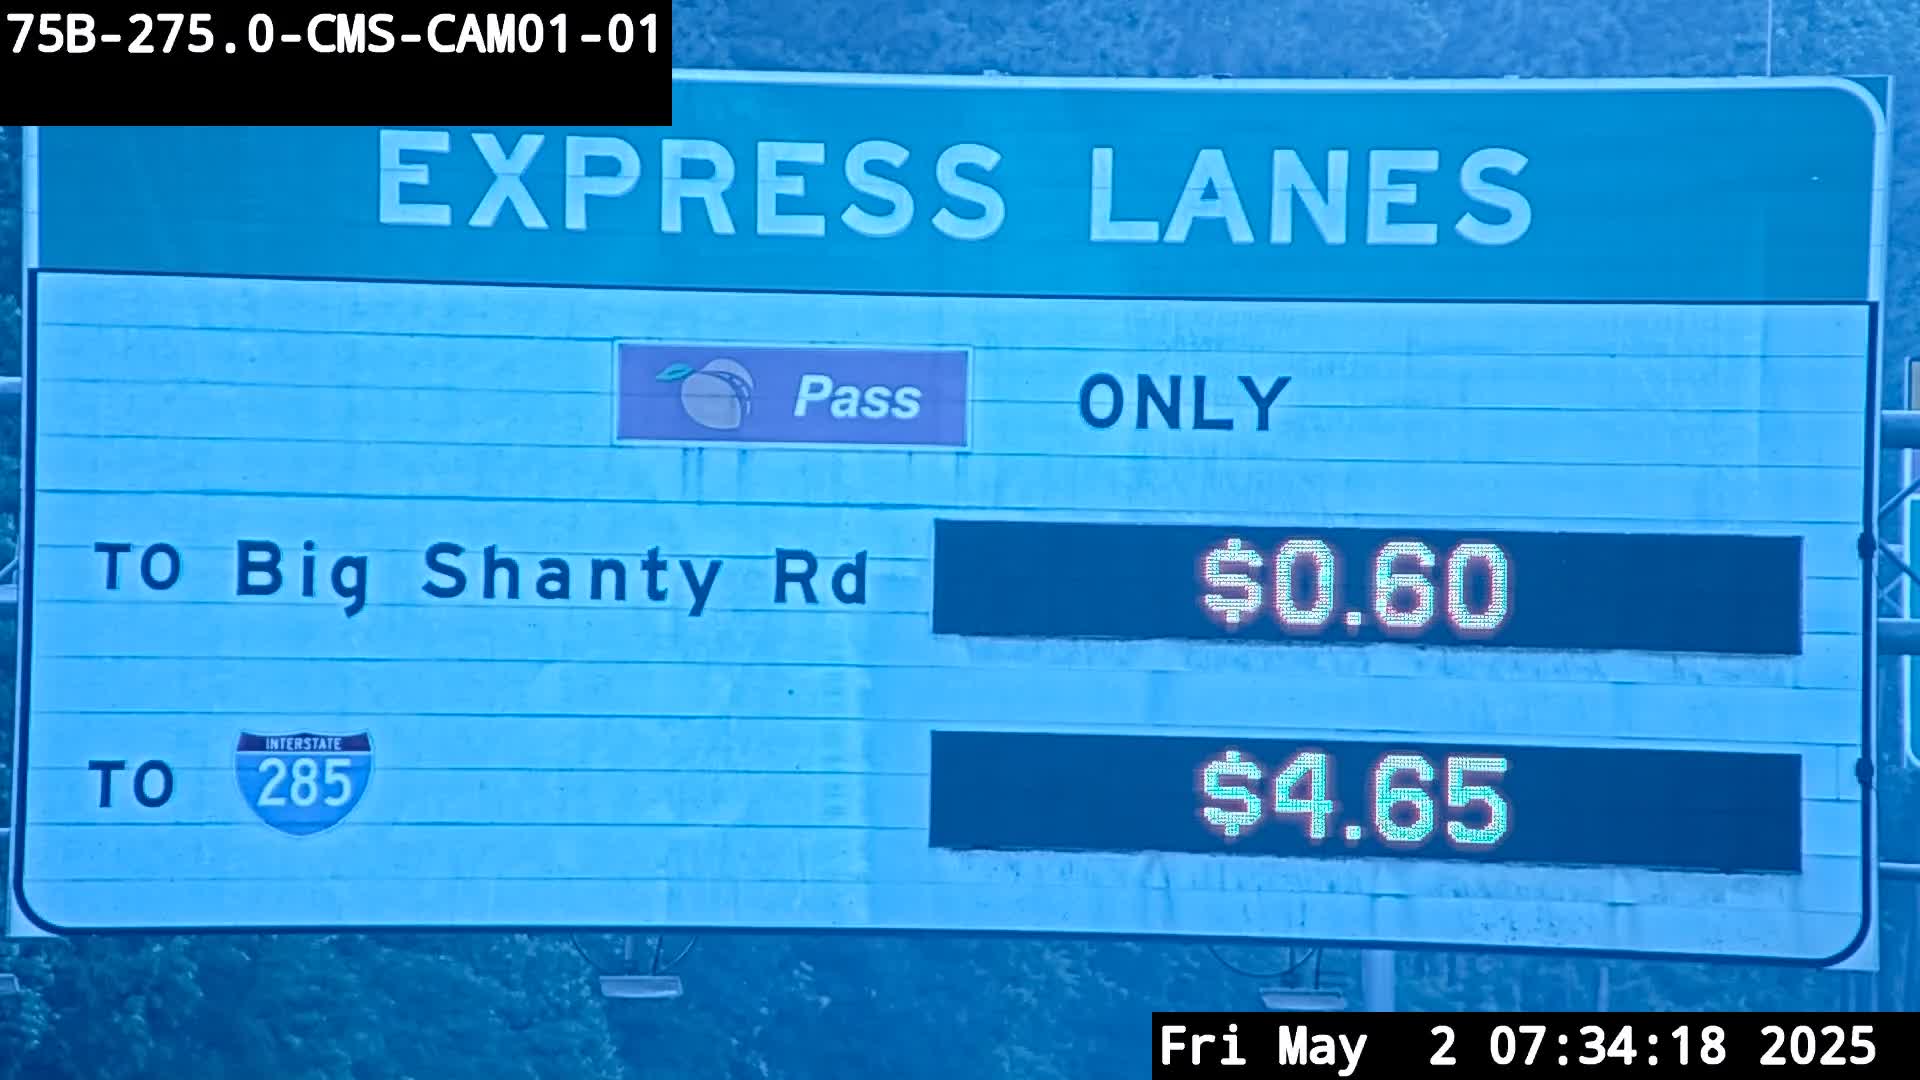 75B-275.0-CMS-CAM01-01
EXPRESS LANES
Pass ONLY
TO Big Shanty Rd $0.60
INTERSTATE
TO 285 $4.65
Fri May 2 07:34:18 2025